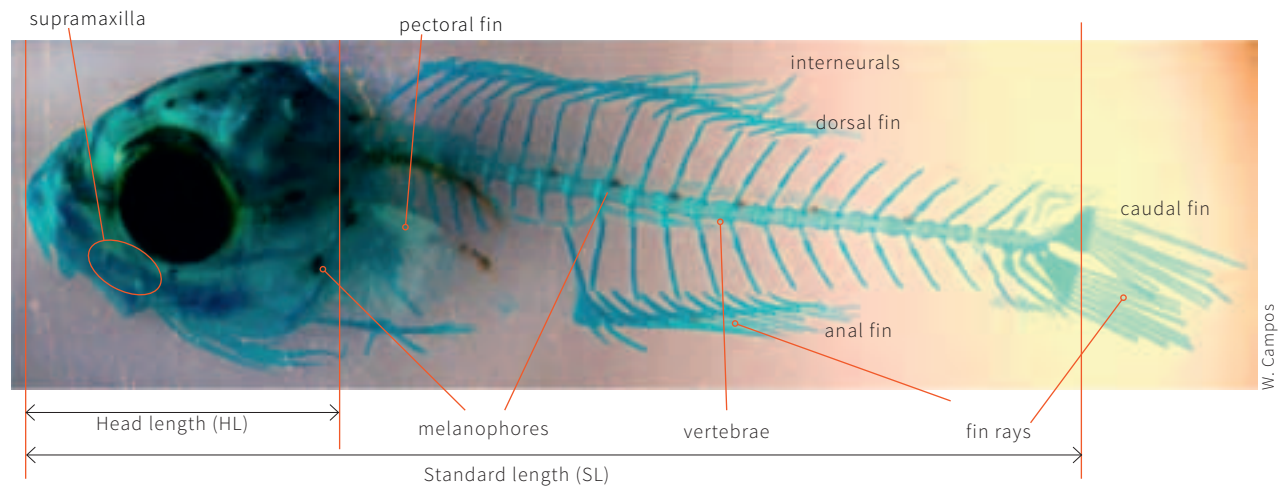 supramaxilla
pectoral fin
interneurals
dorsal fin
caudal fin
anal fin
W. Campos
Head length (HL)
melanophores
vertebrae
fin rays
Standard length (SL)